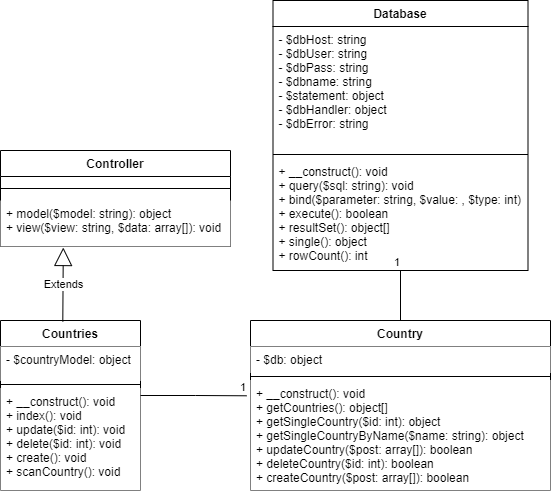 Database
- $dbHost: string
- $dbUser: string
- $dbPass: string
- $dbname: string
- $statement: object
- $dbHandler: object
- $dbError: string
+ __construct(): void
+ query($sql: string): void
+ bind($parameter: string, $value: , $type: int)
+ execute(): boolean
+ resultSet(): object[]
+ single(): object
+ rowCount(): int
1
Controller
+ model($model: string): object
+ view($view: string, $data: array[]): void
Extends
Countries
- $countryModel: object
+ __construct(): void
+ index(): void
+ update($id: int): void
+ delete($id: int): void
+ create(): void
+ scanCountry(): void
1
Country
- $db: object
+ __construct(): void
+ getCountries(): object[]
+ getSingleCountry($id: int): object
+ getSingleCountryByName($name: string): object
+ updateCountry($post: array[]): boolean
+ deleteCountry($id: int): boolean
+ createCountry($post: array[]): boolean